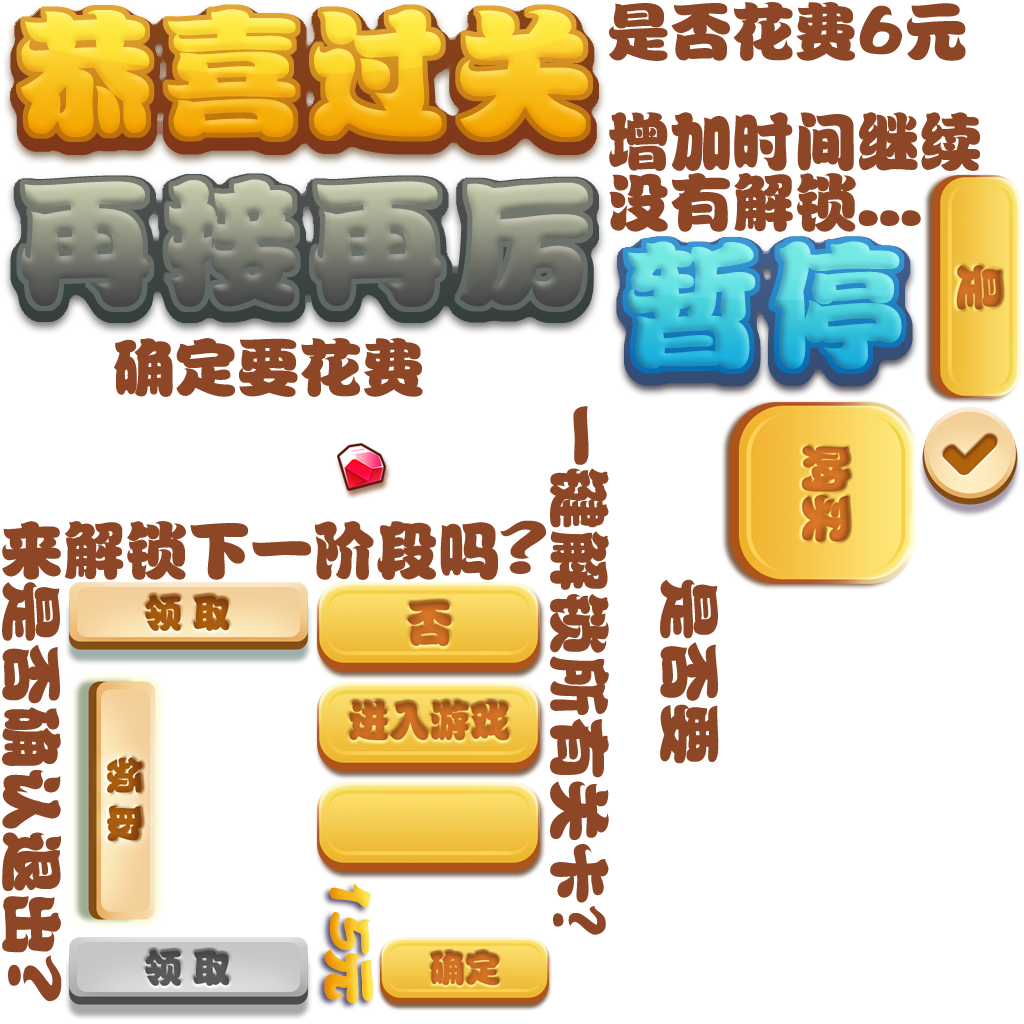 恭喜过关
是否花费6元
增加时间继续
再接再厉
没有解锁...
是
暂停
确定要花费
购买
一键解锁所有关卡?
来解锁下一阶段吗?
是否确认退出?
领取
否
是否要
进入游戏
领取
15元
领取
确定